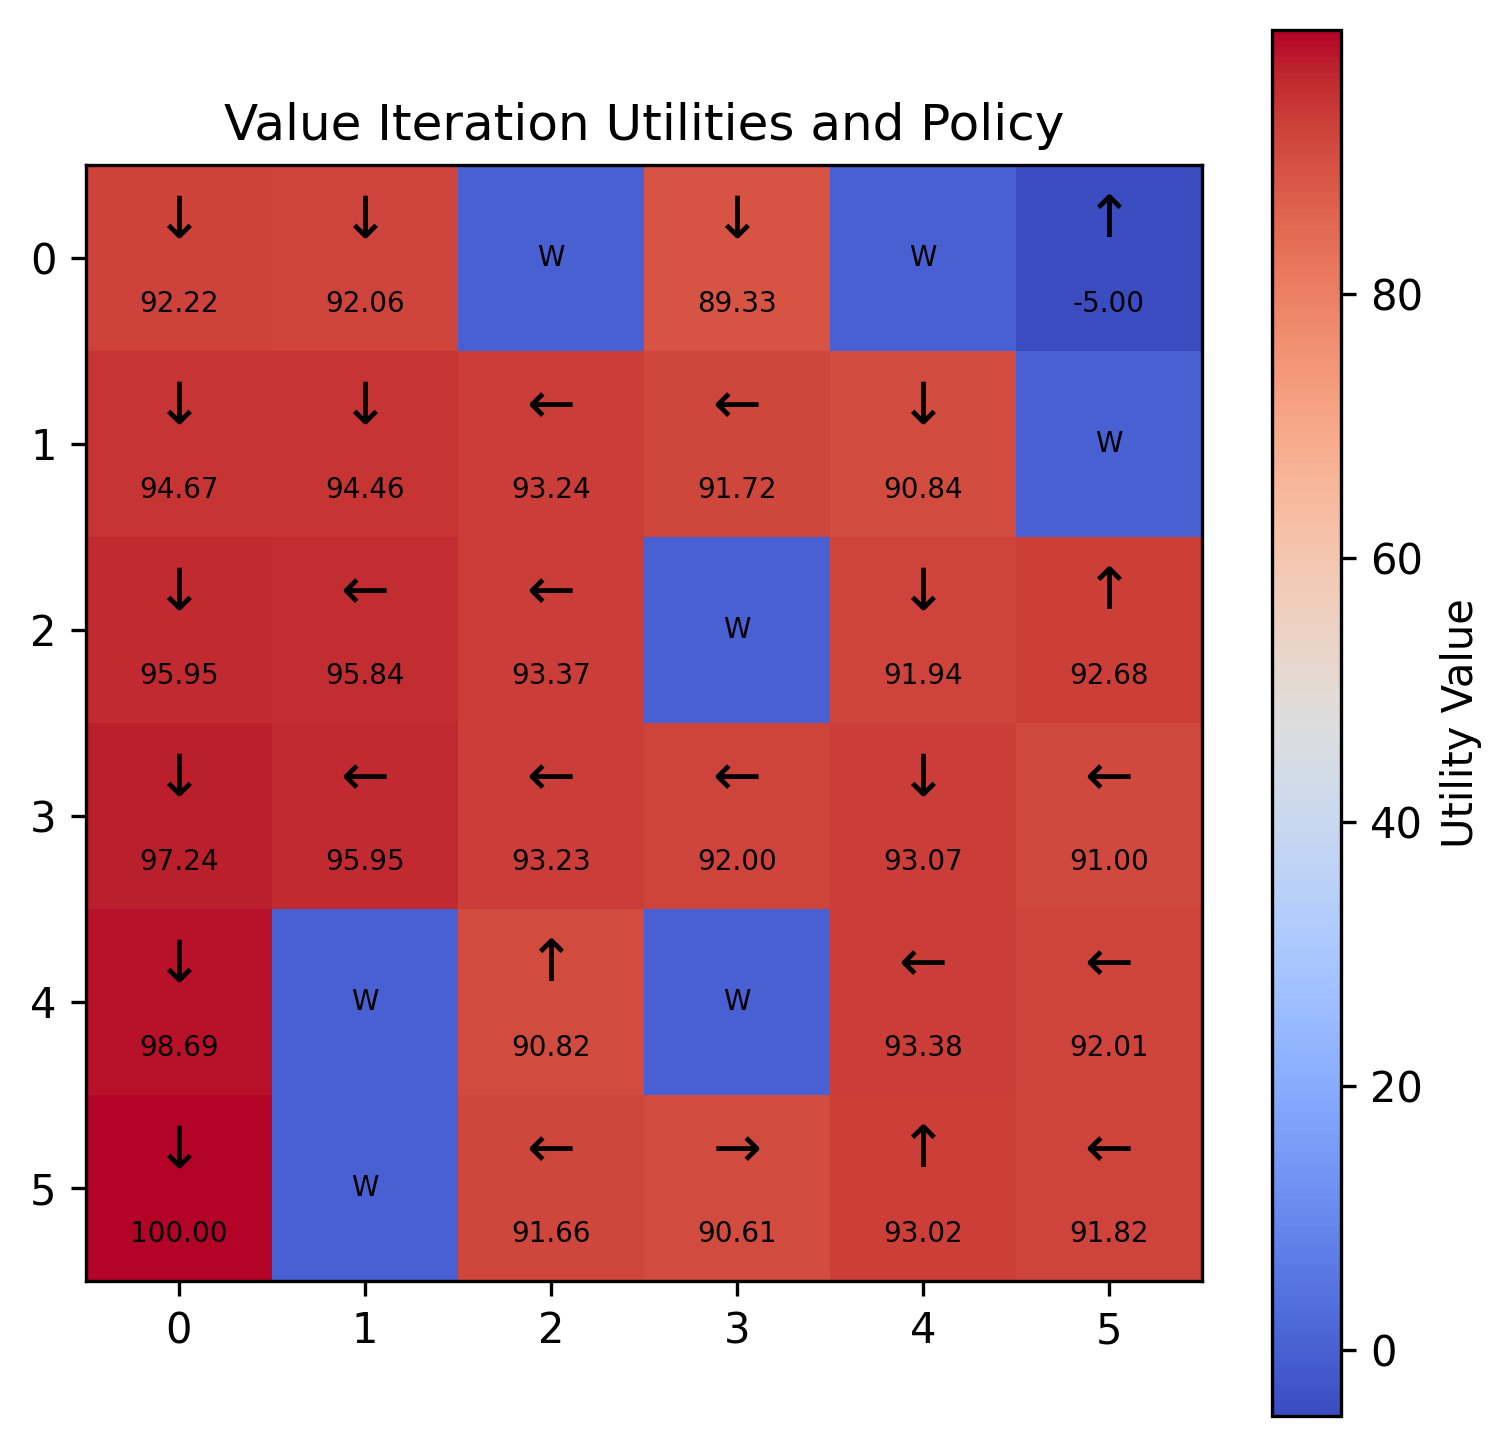 Value Iteration Utilities and Policy
0
↓ ↓ W ↓ W ↑
92.22 92.06 89.33 -5.00
1
↓ ↓ ← ← ↓ W
94.67 94.46 93.24 91.72 90.84
2
↓ ← ← W ↓ ↑
95.95 95.84 93.37 91.94 92.68
3
↓ ← ← ← ↓ ←
97.24 95.95 93.23 92.00 93.07 91.00
4
↓ W ↑ W ← ←
98.69 90.82 93.38 92.01
5
↓ W ← → ↑ ←
100.00 91.66 90.61 93.02 91.82
0 1 2 3 4 5
80
60
40
20
0
Utility Value